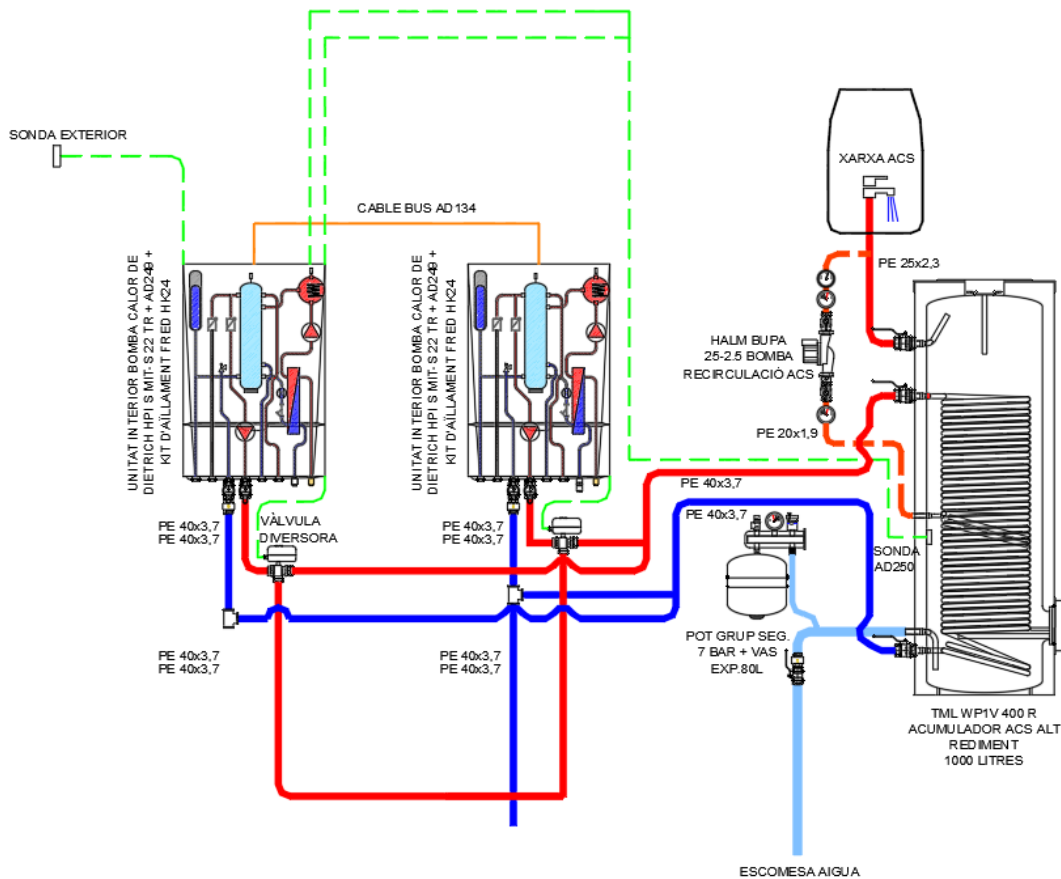 SONDA EXTERIOR
CABLE BUS AD134
XARXA ACS
UNITAT INTERIOR BOMBA CALOR DE
DIETRICH HPI S MIT-S 22 TR + AD249 +
KIT D'AÏLLAMENT FRED HK24
UNITAT INTERIOR BOMBA CALOR DE
DIETRICH HPI S MIT-S 22 TR + AD249 +
KIT D'AÏLLAMENT FRED HK24
PE 25x2,3
HALM BUPA
25-2.5 BOMBA
RECIRCULACIÓ ACS
PE 20x1,9
PE 40x3,7
PE 40x3,7
PE 40x3,7
PE 40x3,7
VÀLVULA
DIVERSORA
PE 40x3,7
PE 40x3,7
SONDA
AD250
PE 40x3,7
PE 40x3,7
PE 40x3,7
PE 40x3,7
POT GRUP SEG.
7 BAR + VAS
EXP.80L
TML WP1V 400 R
ACUMULADOR ACS ALT
REDIMENT
1000 LITRES
ESCOMESA AIGUA